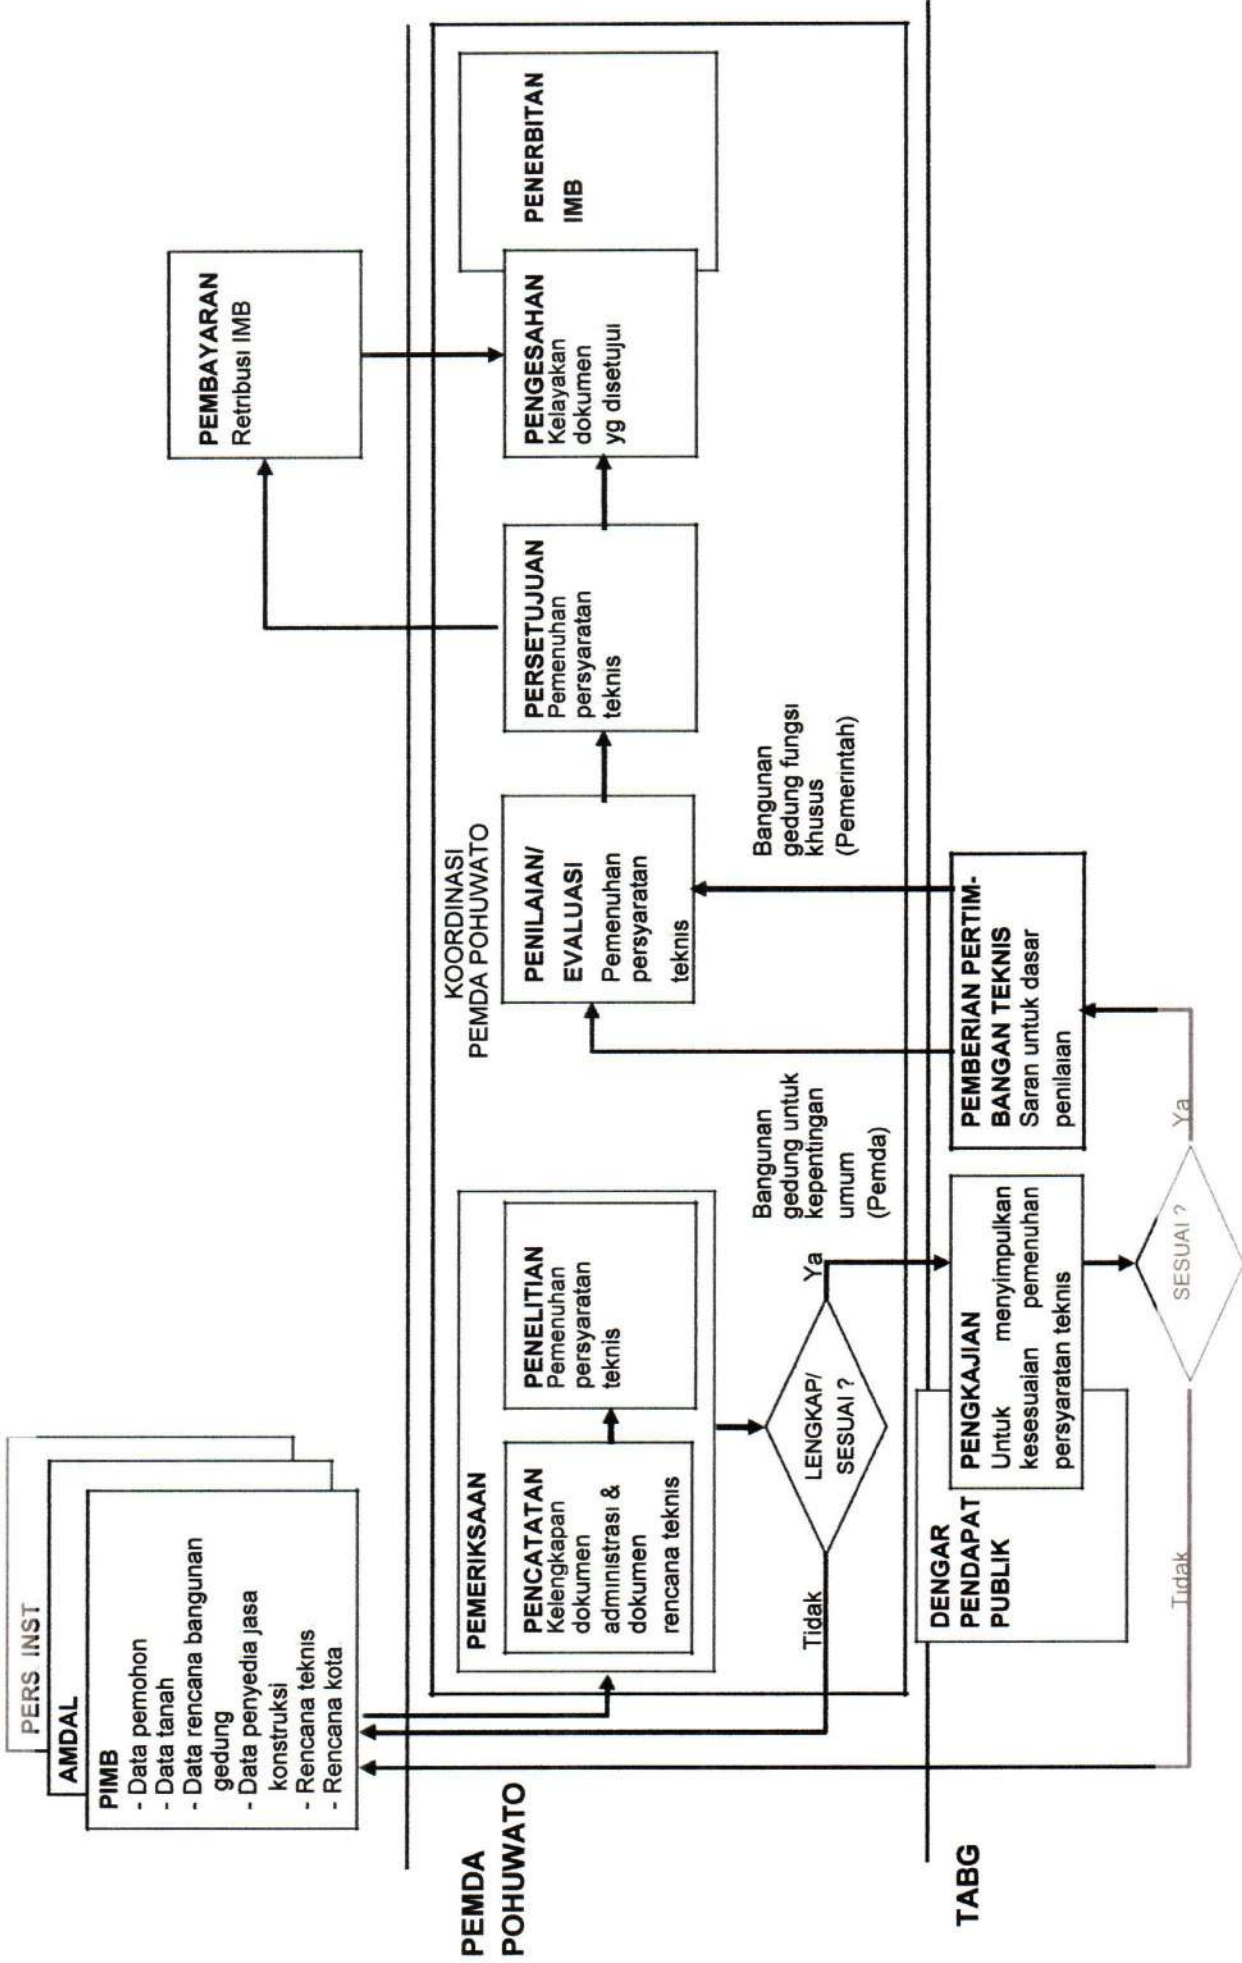 PERS INST
AMDAL
PIMB
- Data pemohon
- Data tanah
- Data rencana bangunan
gedung
- Data penyedia jasa
konstruksi
- Rencana teknis
- Rencana kota
PEMBAYARAN
Retribusi IMB
PEMDA
POHUWATO
PEMERIKSAAN
PENCATATAN
Kelengkapan
dokumen
administrasi &
dokumen
rencana teknis
PENELITIAN
Pemenuhan
persyaratan
teknis
LENGKAP/
SESUAI ?
Tidak
Ya
Bangunan
gedung untuk
kepentingan
umum
(Pemda)
KOORDINASI
PEMDA POHUWATO
PENILAIAN/
EVALUASI
Pemenuhan
persyaratan
teknis
Bangunan
gedung fungsi
khusus
(Pemerintah)
PERSETUJUAN
Pemenuhan
persyaratan
teknis
PENGESAHAN
Kelayakan
dokumen
yg disetujui
PENERBITAN
IMB
TABG
DENGAR
PENDAPAT
PUBLIK
PENGKAJIAN
Untuk menyimpulkan
kesesuaian pemenuhan
persyaratan teknis
PEMBERIAN PERTIM-
BANGAN TEKNIS
Saran untuk dasar
penilaian
SESUAI ?
Tidak
Ya